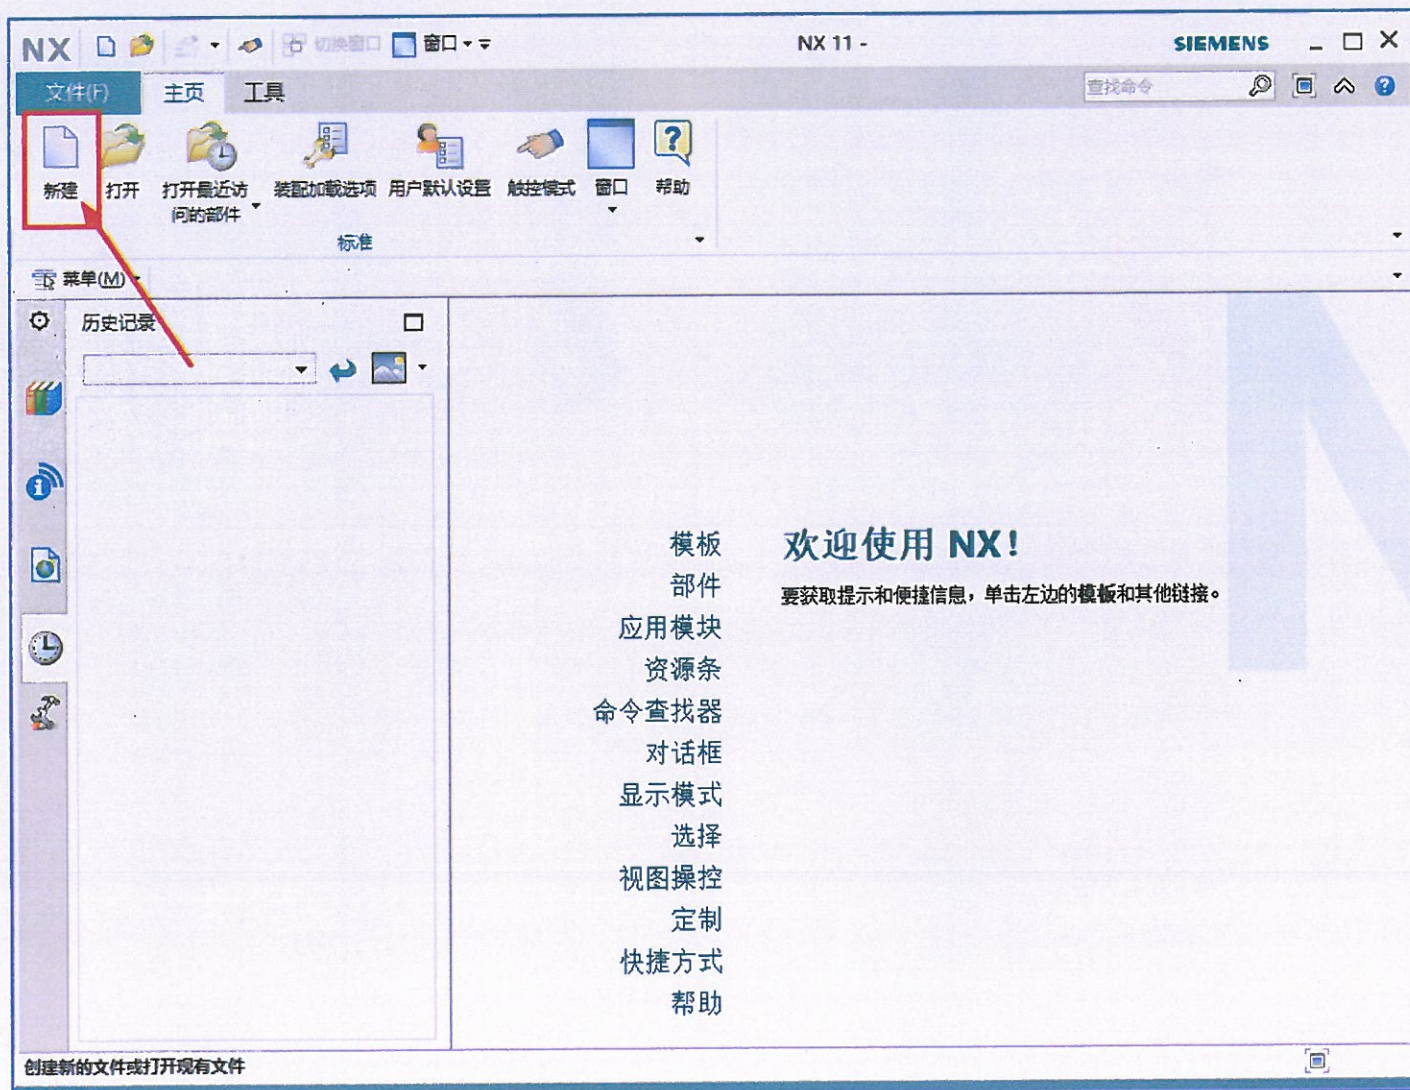 NX 切换窗口 窗口 NX 11 - SIEMENS
文件(F) 主页 工具 查找命令
新建 打开 打开最近访问的部件 装配加载选项 用户默认设置 触控模式 窗口 帮助
标准
菜单(M)
历史记录
模板
部件
应用模块
资源条
命令查找器
对话框
显示模式
选择
视图操控
定制
快捷方式
帮助
欢迎使用 NX!
要获取提示和便捷信息,单击左边的模板和其他链接。
创建新的文件或打开现有文件